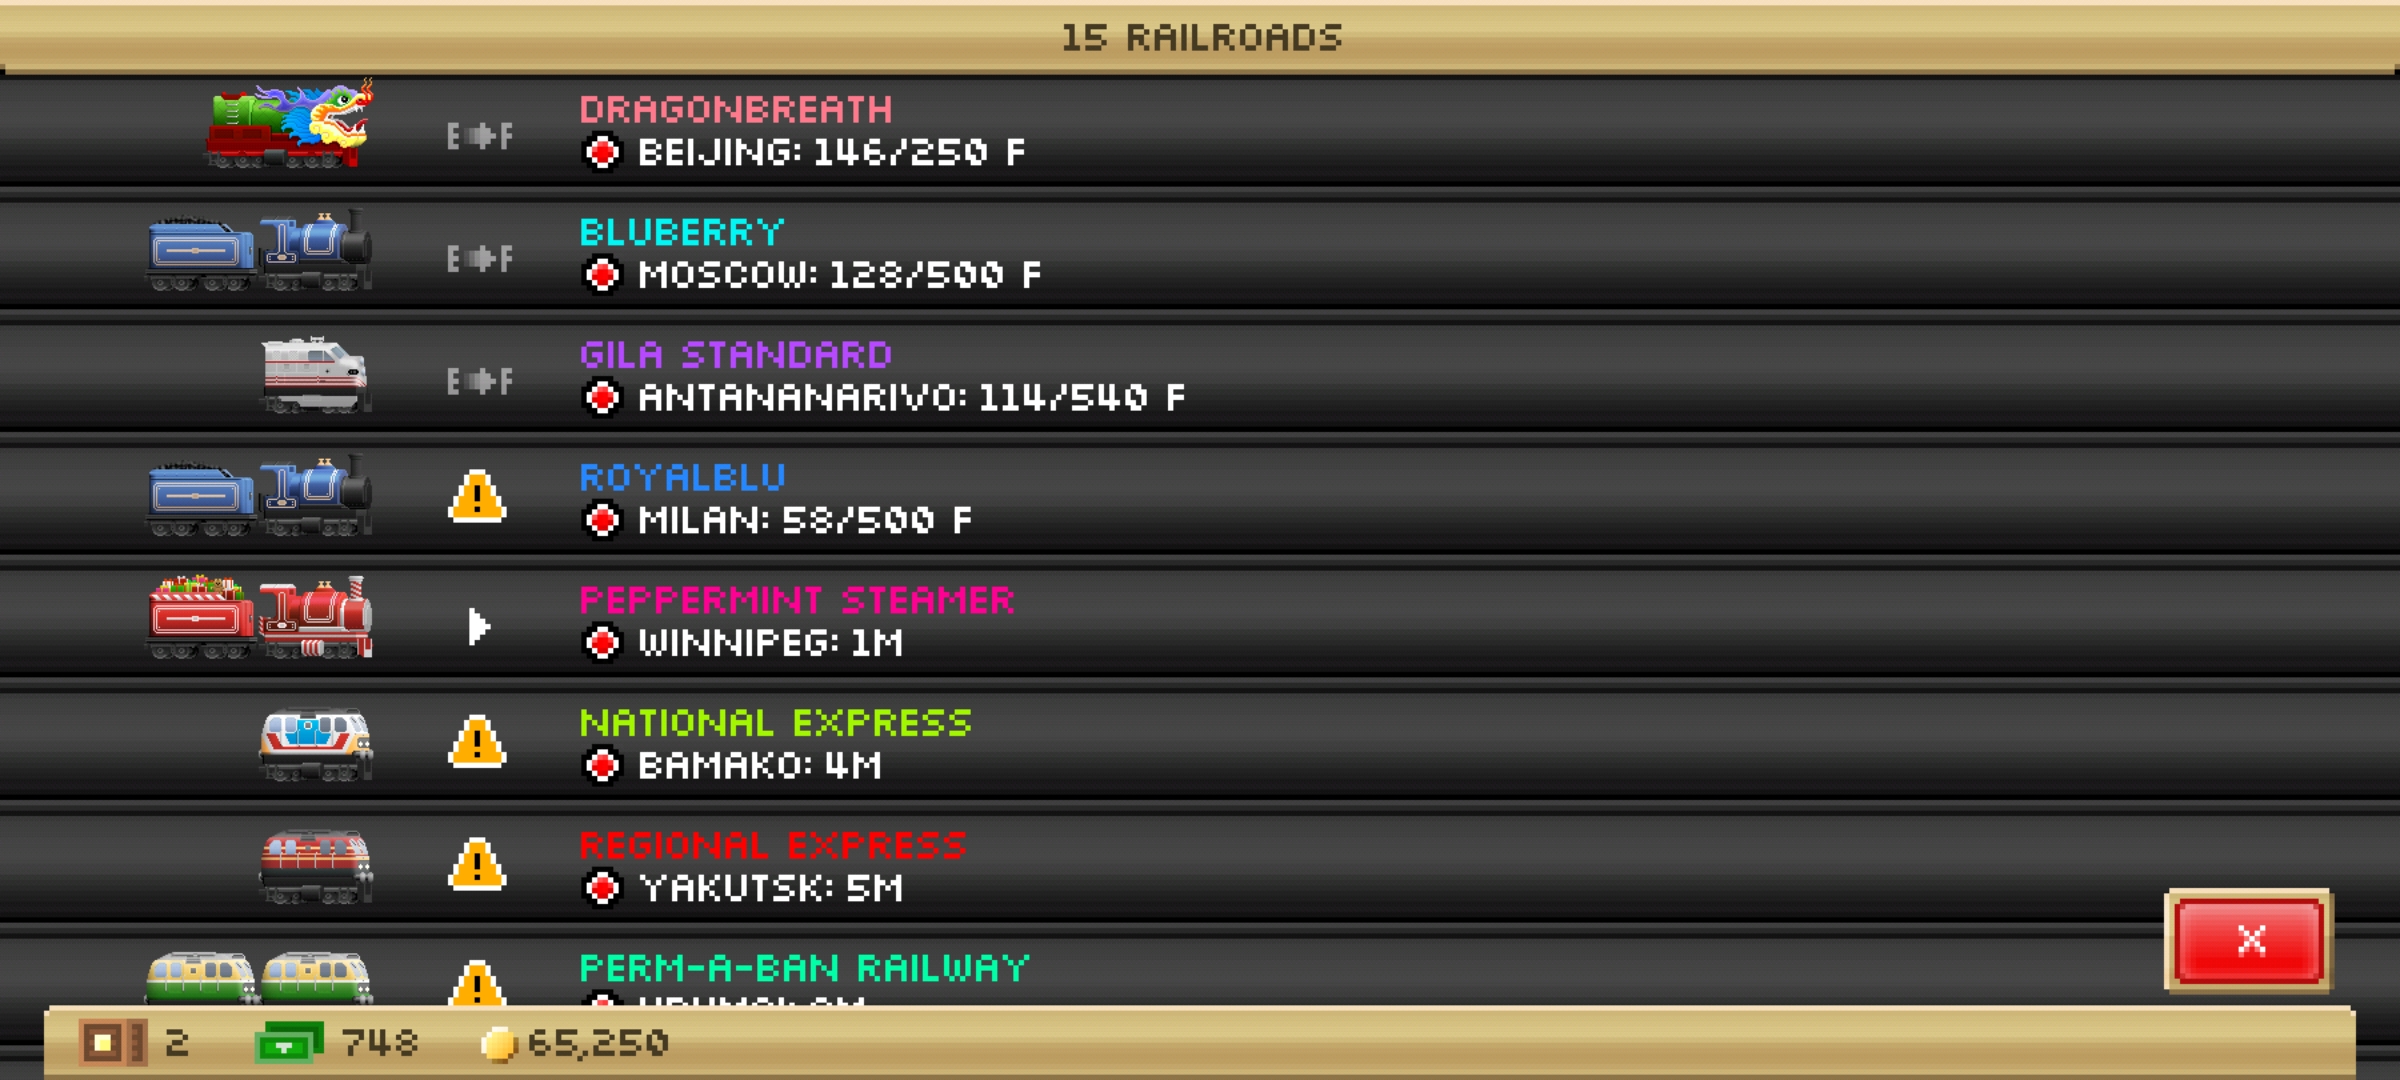 15 RAILROADS
E F
DRAGONBREATH
BEIJING: 146/250 F
E F
BLUBERRY
MOSCOW: 128/500 F
E F
GILA STANDARD
ANTANANARIVO: 114/540 F
ROYALBLU
MILAN: 58/500 F
PEPPERMINT STEAMER
WINNIPEG: 1M
NATIONAL EXPRESS
BAMAKO: 4M
REGIONAL EXPRESS
YAKUTSK: 5M
PERM-A-BAN RAILWAY
X
2 748 65,250